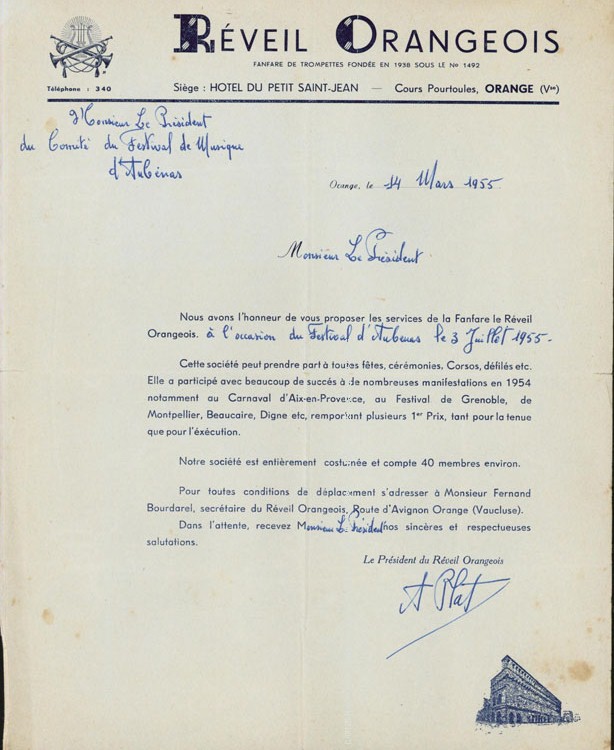 RÉVEIL ORANGEOIS
FANFARE DE TROMPETTES FONDÉE EN 1938 SOUS LE No 1492
Téléphone : 340
Siège : HOTEL DU PETIT SAINT-JEAN — Cours Pourtoules, ORANGE (Vse)
Monsieur Le Président
du Comité du Festival de Musique
d'Aubenas
Orange, le 14 Mars 1955
Monsieur Le Président
Nous avons l'honneur de vous proposer les services de la Fanfare le Réveil
Orangeois. à l'occasion du Festival d'Aubenas le 3 Juillet 1955-
Cette société peut prendre part à toutes fêtes, cérémonies, Corsos, défilés etc.
Elle a participé avec beaucoup de succés à de nombreuses manifestations en 1954
notamment au Carnaval d'Aix-en-Provence, au Festival de Grenoble, de
Montpellier, Beaucaire, Digne etc, remportant plusieurs 1er Prix, tant pour la tenue
que pour l'éxécution.
Notre société est entièrement costumée et compte 40 membres environ.
Pour toutes conditions de déplacement s'adresser à Monsieur Fernand
Bourdarel, secrétaire du Réveil Orangeois, Route d'Avignon Orange (Vaucluse).
Dans l'attente, recevez Monsieur Le Président nos sincères et respectueuses
salutations.
Le Président du Réveil Orangeois
A Plat